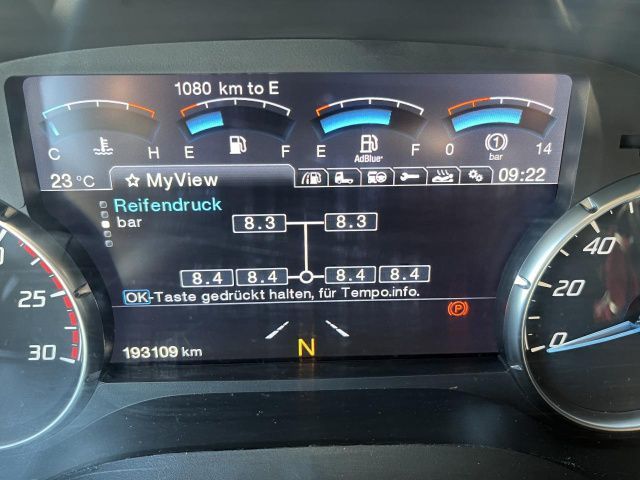 1080 km to E
C H E F E AdBlue® F 0 1 bar 14
23 °C MyView 09:22
Reifendruck
bar
8.3 8.3
8.4 8.4 8.4 8.4
OK-Taste gedrückt halten, für Tempo.info.
P
193109 km N
25
30
40
20
0